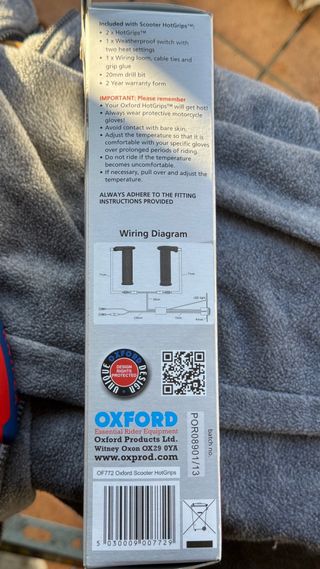 Included with Scooter HotGrips™:
• 2 x HotGrips™
• 1 x Weatherproof switch with
two heat settings
• 1 x Wiring loom, cable ties and
grip glue
• 20mm drill bit
• 2 Year warranty form
IMPORTANT: Please remember
• Your Oxford HotGrips™ will get hot!
• Always wear protective motorcycle
gloves!
• Avoid contact with bare skin.
• Adjust the temperature so that it is
comfortable with your specific gloves
over prolonged periods of riding.
• Do not ride if the temperature
becomes uncomfortable.
• If necessary, pull over and adjust the
temperature.
ALWAYS ADHERE TO THE FITTING
INSTRUCTIONS PROVIDED
Wiring Diagram
LED light
UNIQUE OXFORD DESIGN
DESIGN
RIGHTS
PROTECTED
OXFORD
Essential Rider Equipment
Oxford Products Ltd.
Witney Oxon OX29 0YA
www.oxprod.com
OF772 Oxford Scooter HotGrips
5 030009 007729
batch no.
POR08901/13